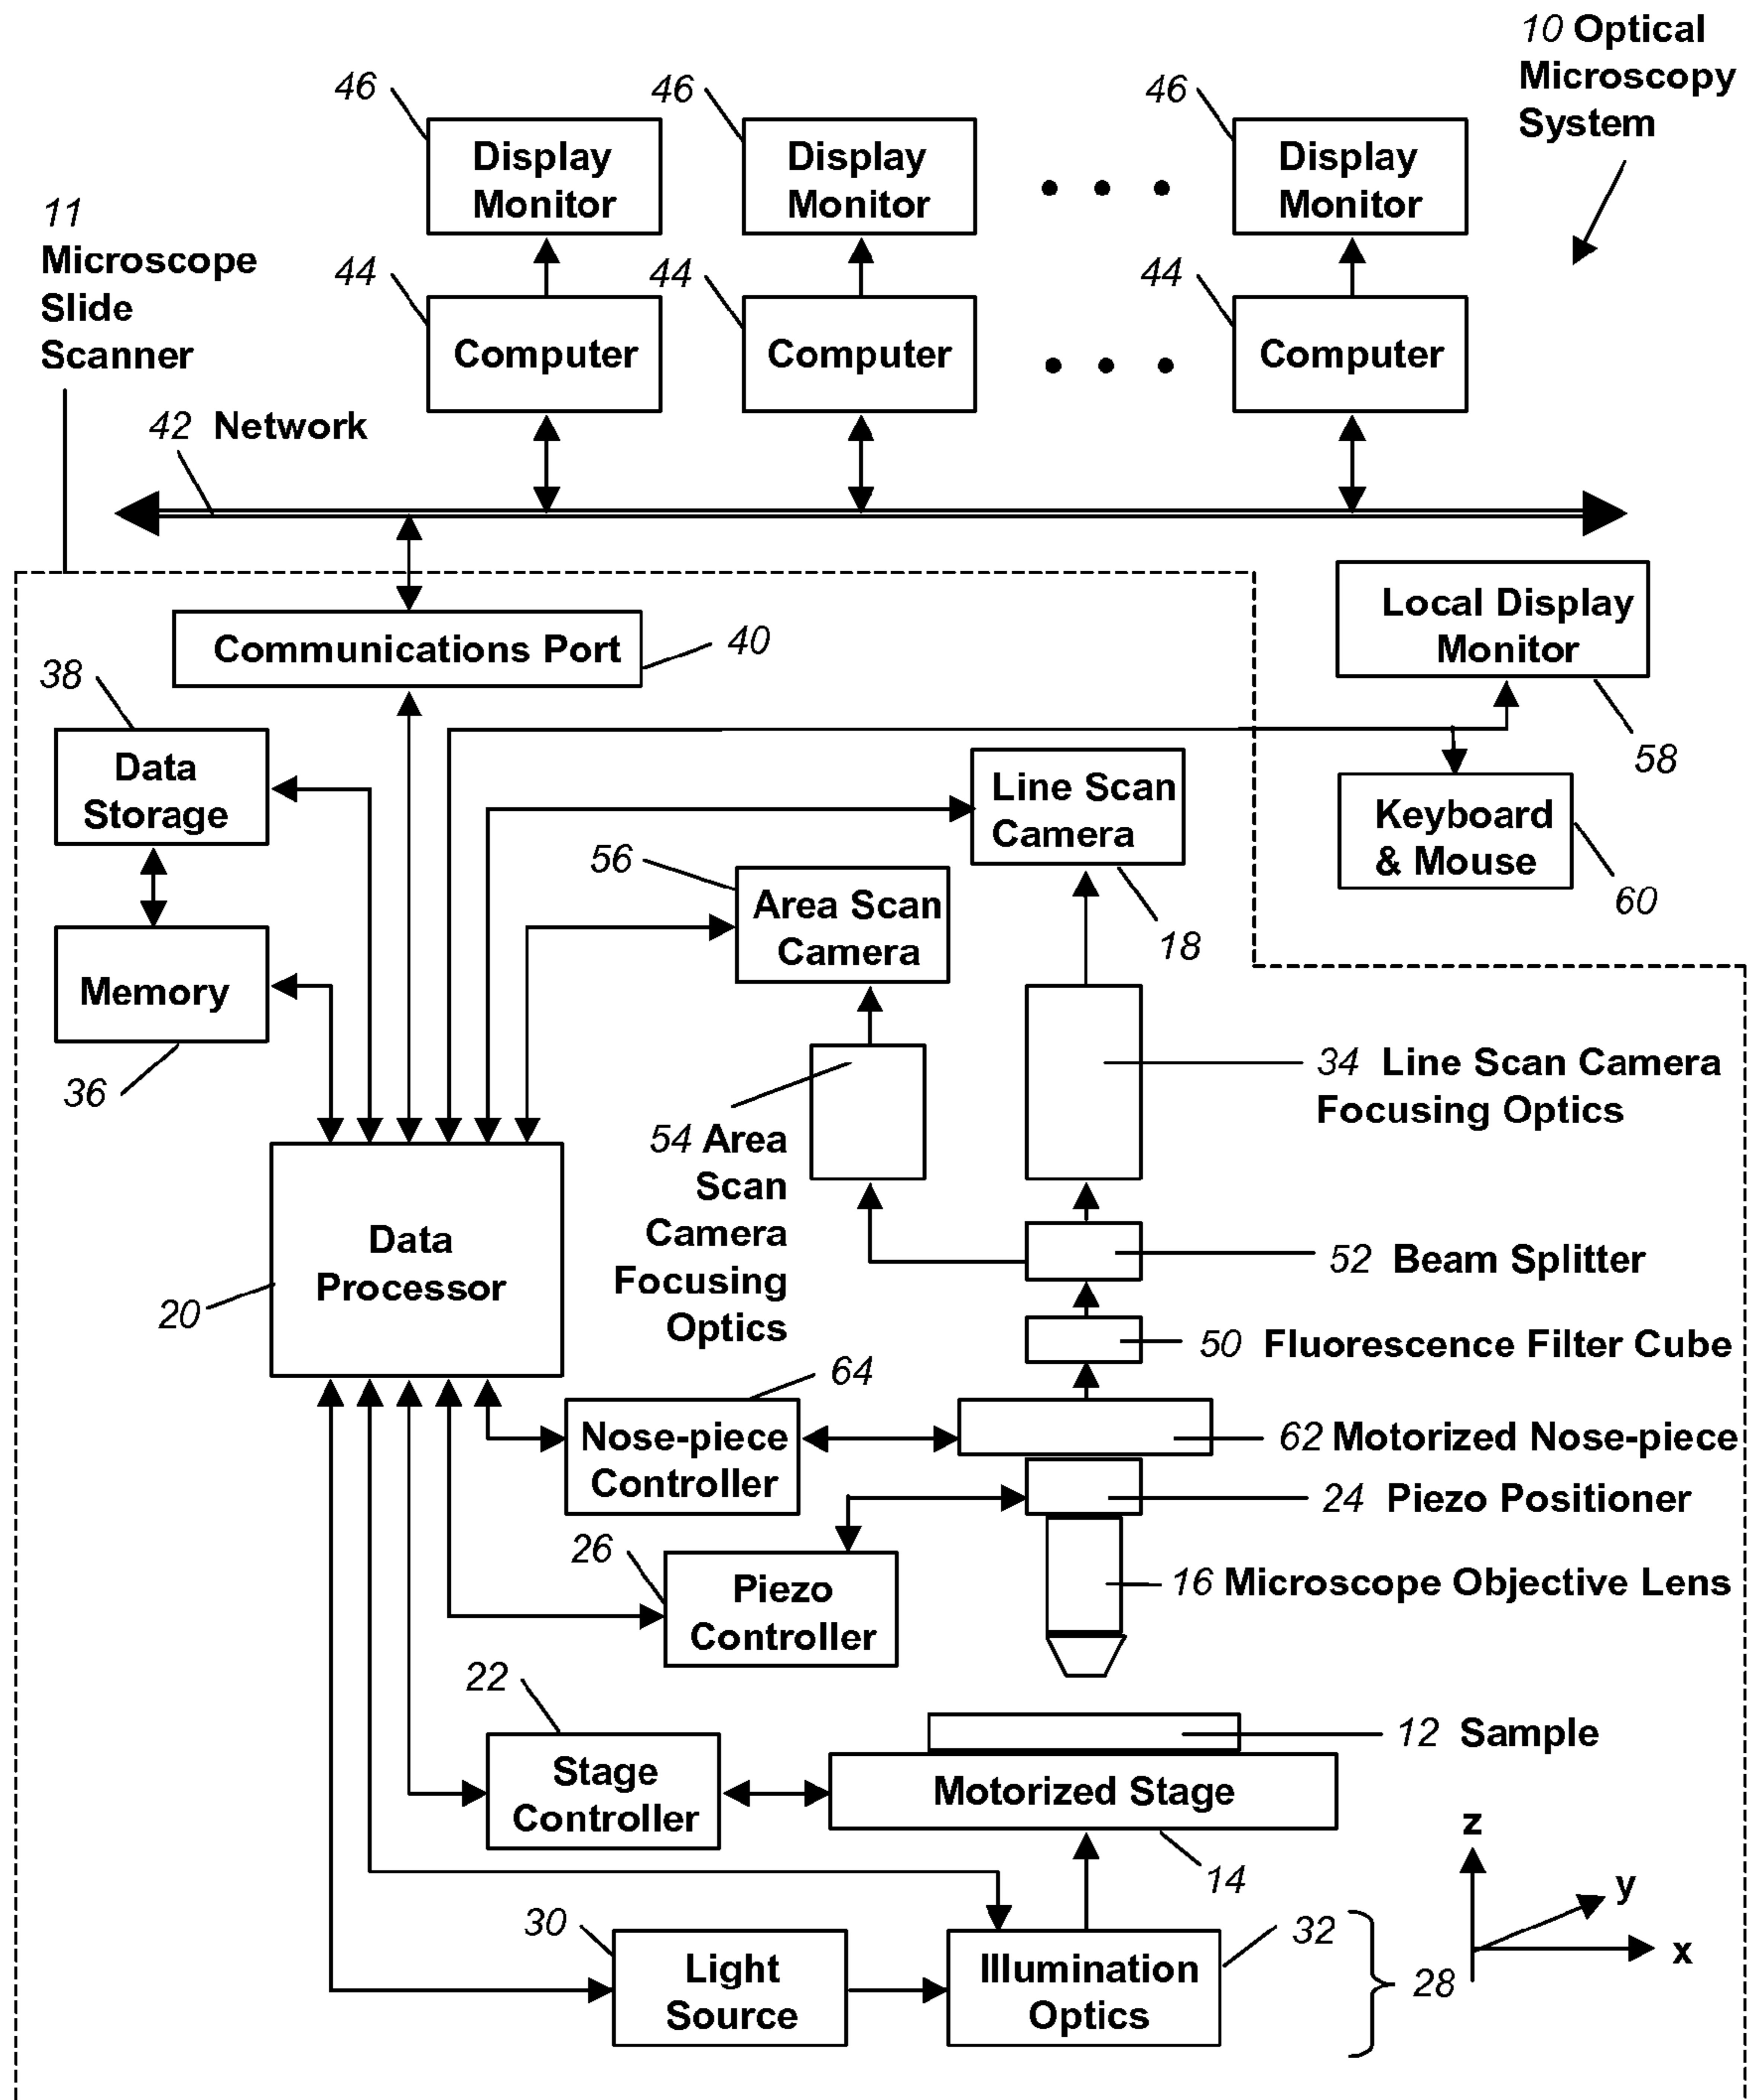 10 Optical
Microscopy
System
46
46
46
Display
Monitor
Display
Monitor
Display
Monitor
11
Microscope
Slide
Scanner
44
44
44
Computer
Computer
Computer
42 Network
Local Display
Monitor
58
Communications Port
40
38
Data
Storage
Line Scan
Camera
18
Keyboard
& Mouse
60
56
Area Scan
Camera
Memory
36
34 Line Scan Camera
Focusing Optics
54 Area
Scan
Camera
Focusing
Optics
Data
Processor
20
52 Beam Splitter
50 Fluorescence Filter Cube
64
Nose-piece
Controller
62 Motorized Nose-piece
24 Piezo Positioner
26
Piezo
Controller
16 Microscope Objective Lens
22
Stage
Controller
12 Sample
Motorized Stage
14
z
y
x
30
Light
Source
Illumination
Optics
32
28